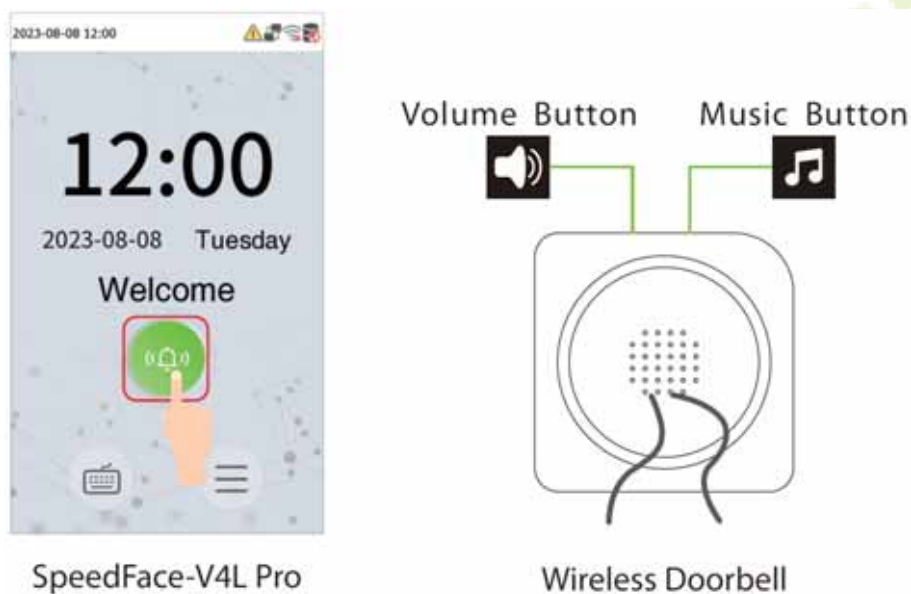 2023-08-08 12:00
12:00
2023-08-08 Tuesday
Welcome
SpeedFace-V4L Pro
Volume Button
Music Button
Wireless Doorbell